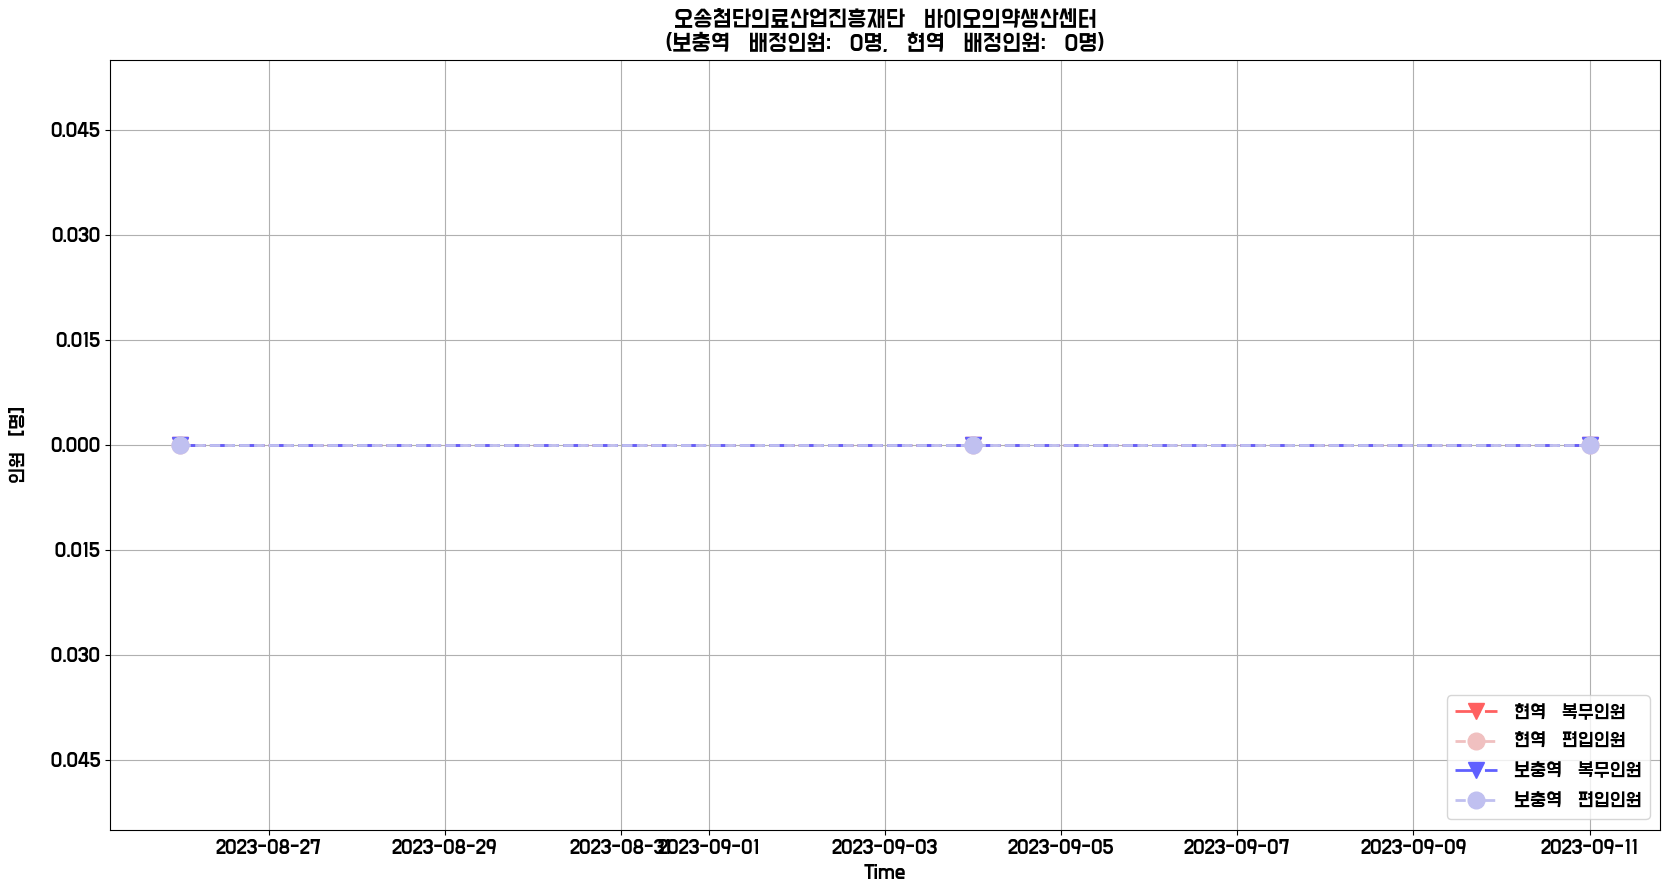 오송첨단의료산업진흥재단 바이오의약생산센터
(보충역 배정인원: 0명, 현역 배정인원: 0명)
인원 [명]
0.045
0.030
0.015
0.000
0.015
0.030
0.045
현역 복무인원
현역 편입인원
보충역 복무인원
보충역 편입인원
2023-08-27 2023-08-29 2023-08-31 2023-09-01 2023-09-03 2023-09-05 2023-09-07 2023-09-09 2023-09-11
Time